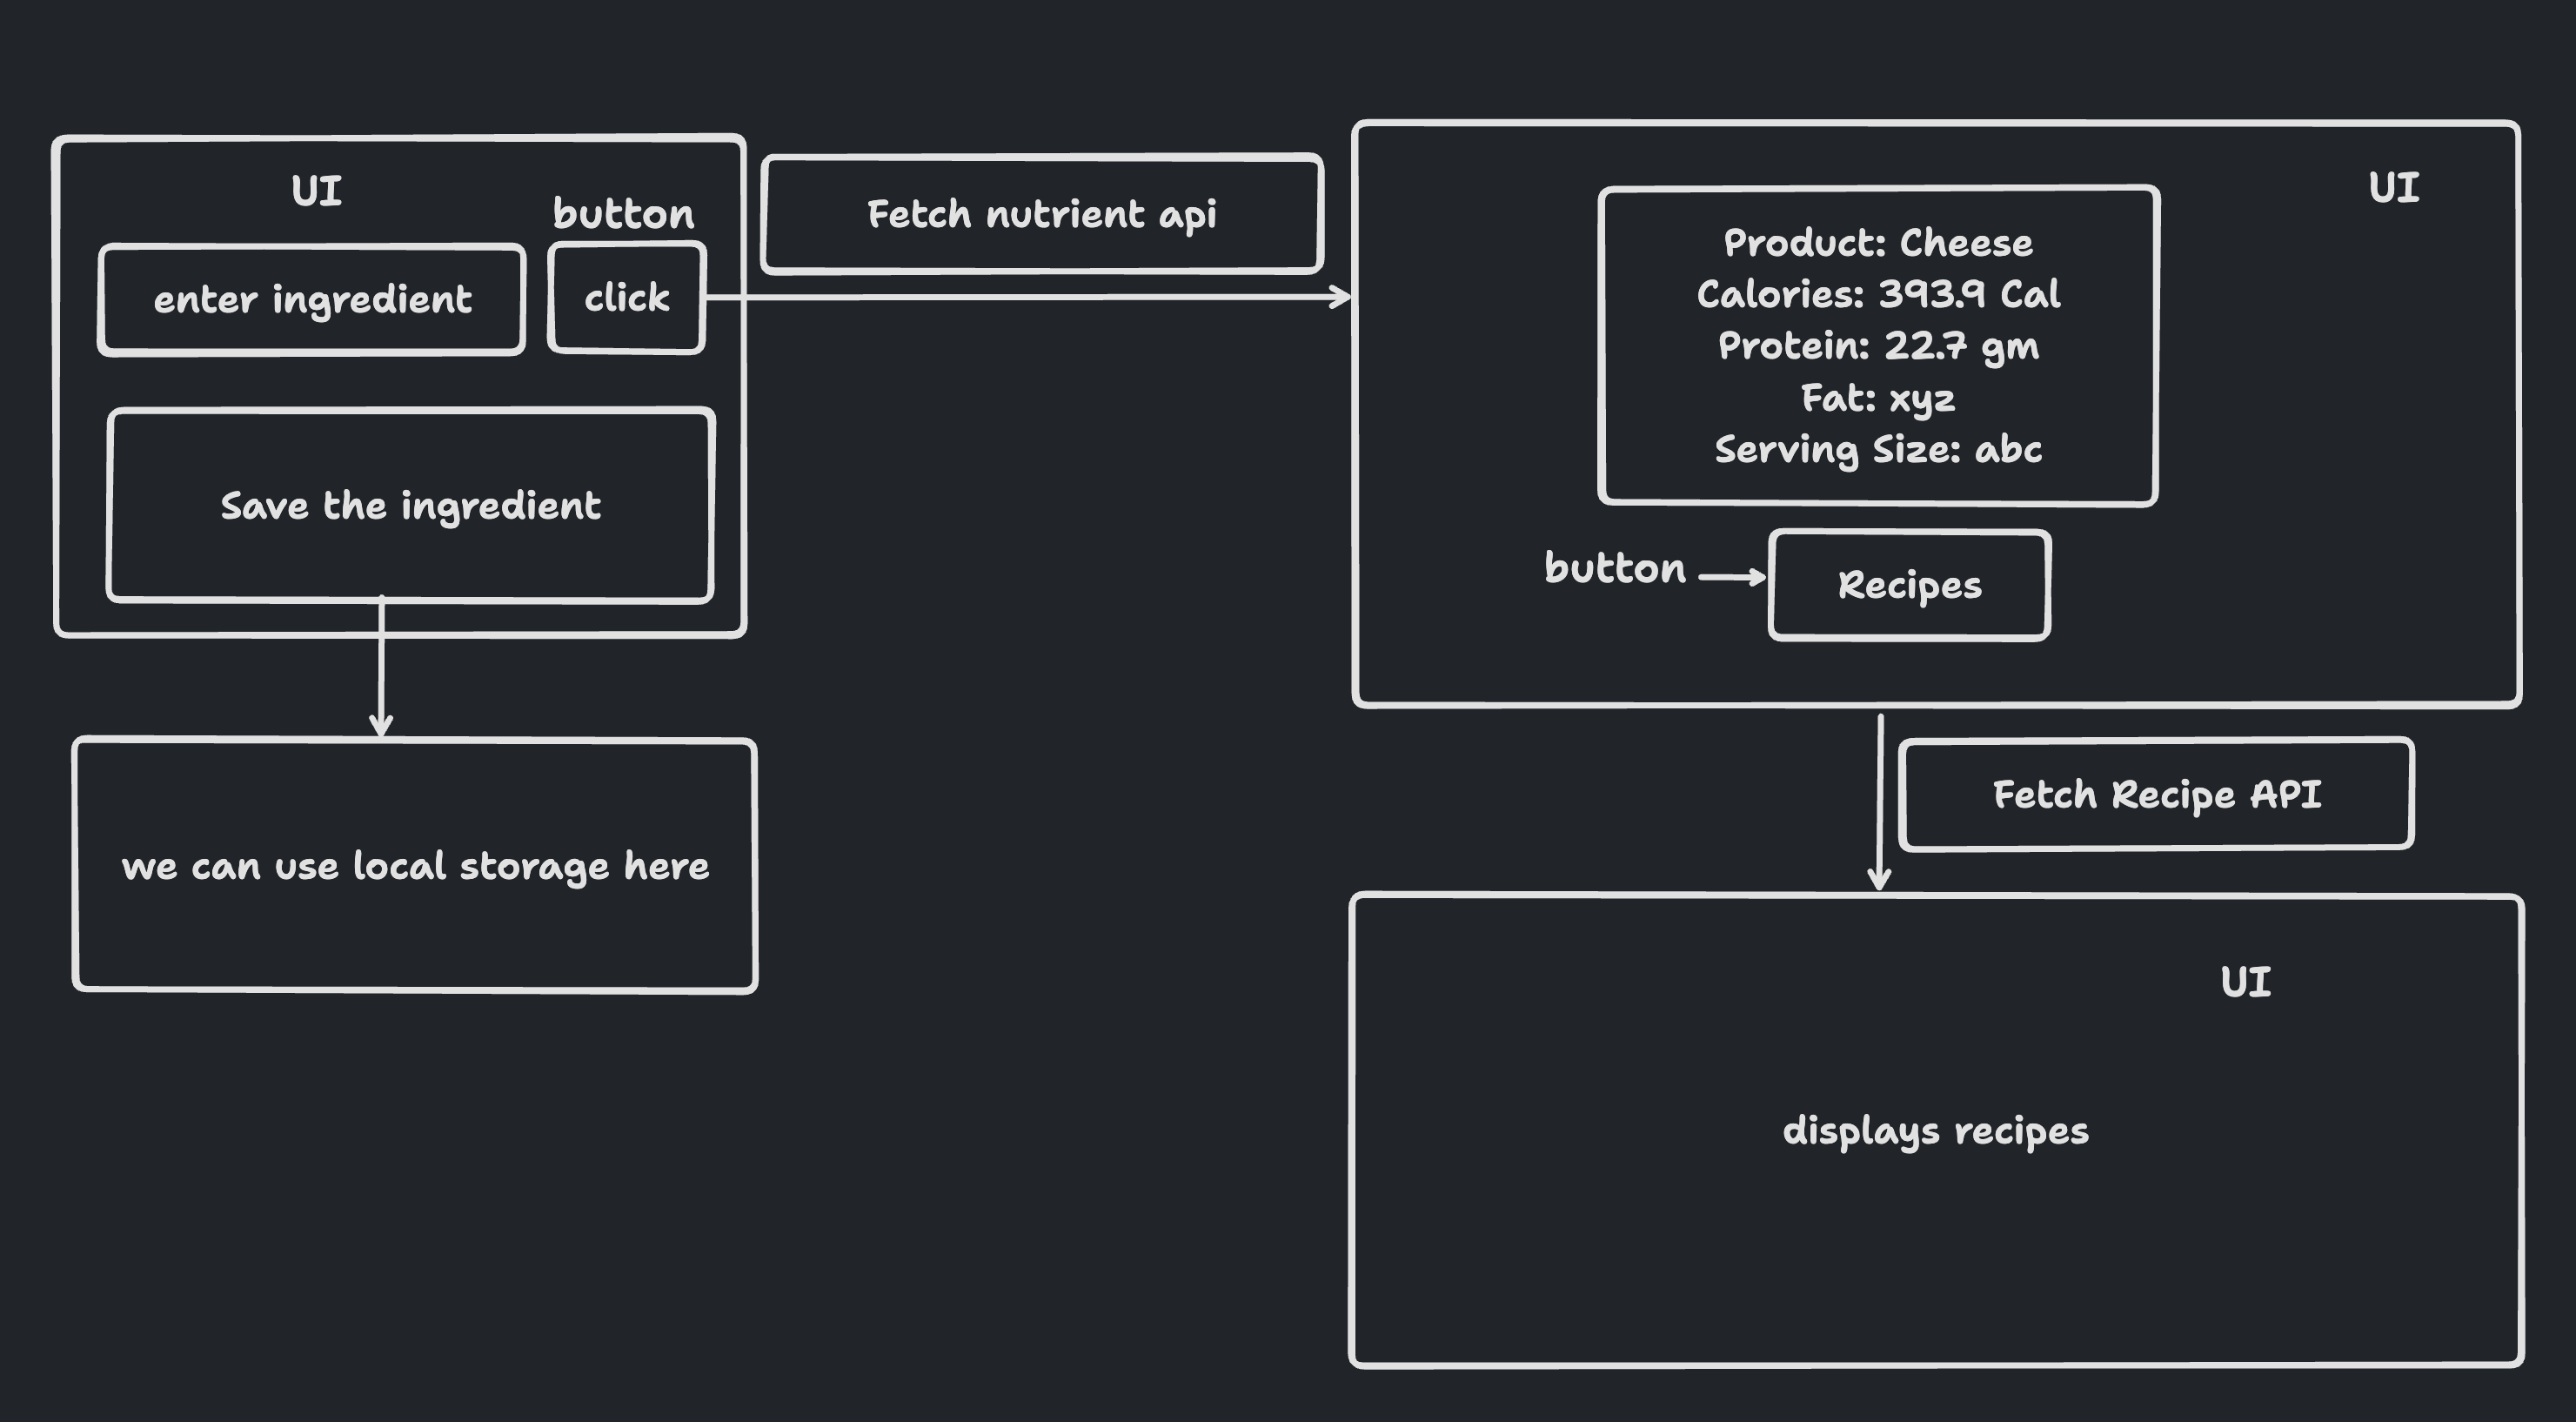 UI
button
enter ingredient
click
Save the ingredient
we can use local storage here
Fetch nutrient api
UI
Product: Cheese
Calories: 393.9 Cal
Protein: 22.7 gm
Fat: xyz
Serving Size: abc
button
Recipes
Fetch Recipe API
UI
displays recipes